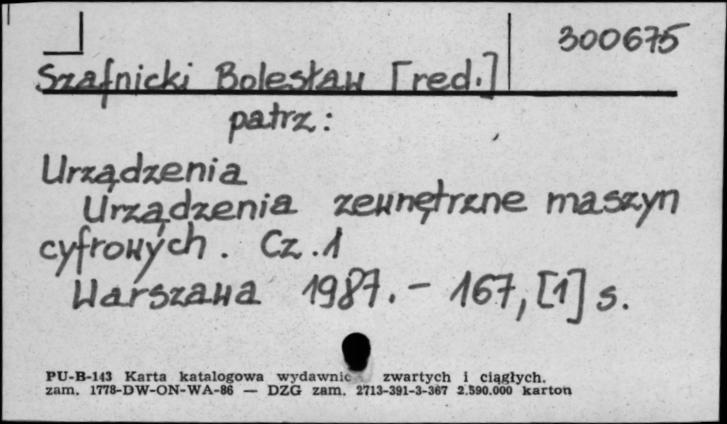 300675
Szafnicki Bolesław [red.]
patrz:
Urządzenia
Urządzenia zewnętrzne maszyn
cyfrowych. Cz.1
Warszawa 1987.- 167, [1] s.
PU-B-143 Karta katalogowa wydawnic zwartych i ciągłych.
zam. 1778-DW-ON-WA-86 — DZG zam. 2713-391-3-367 2.590.000 karton